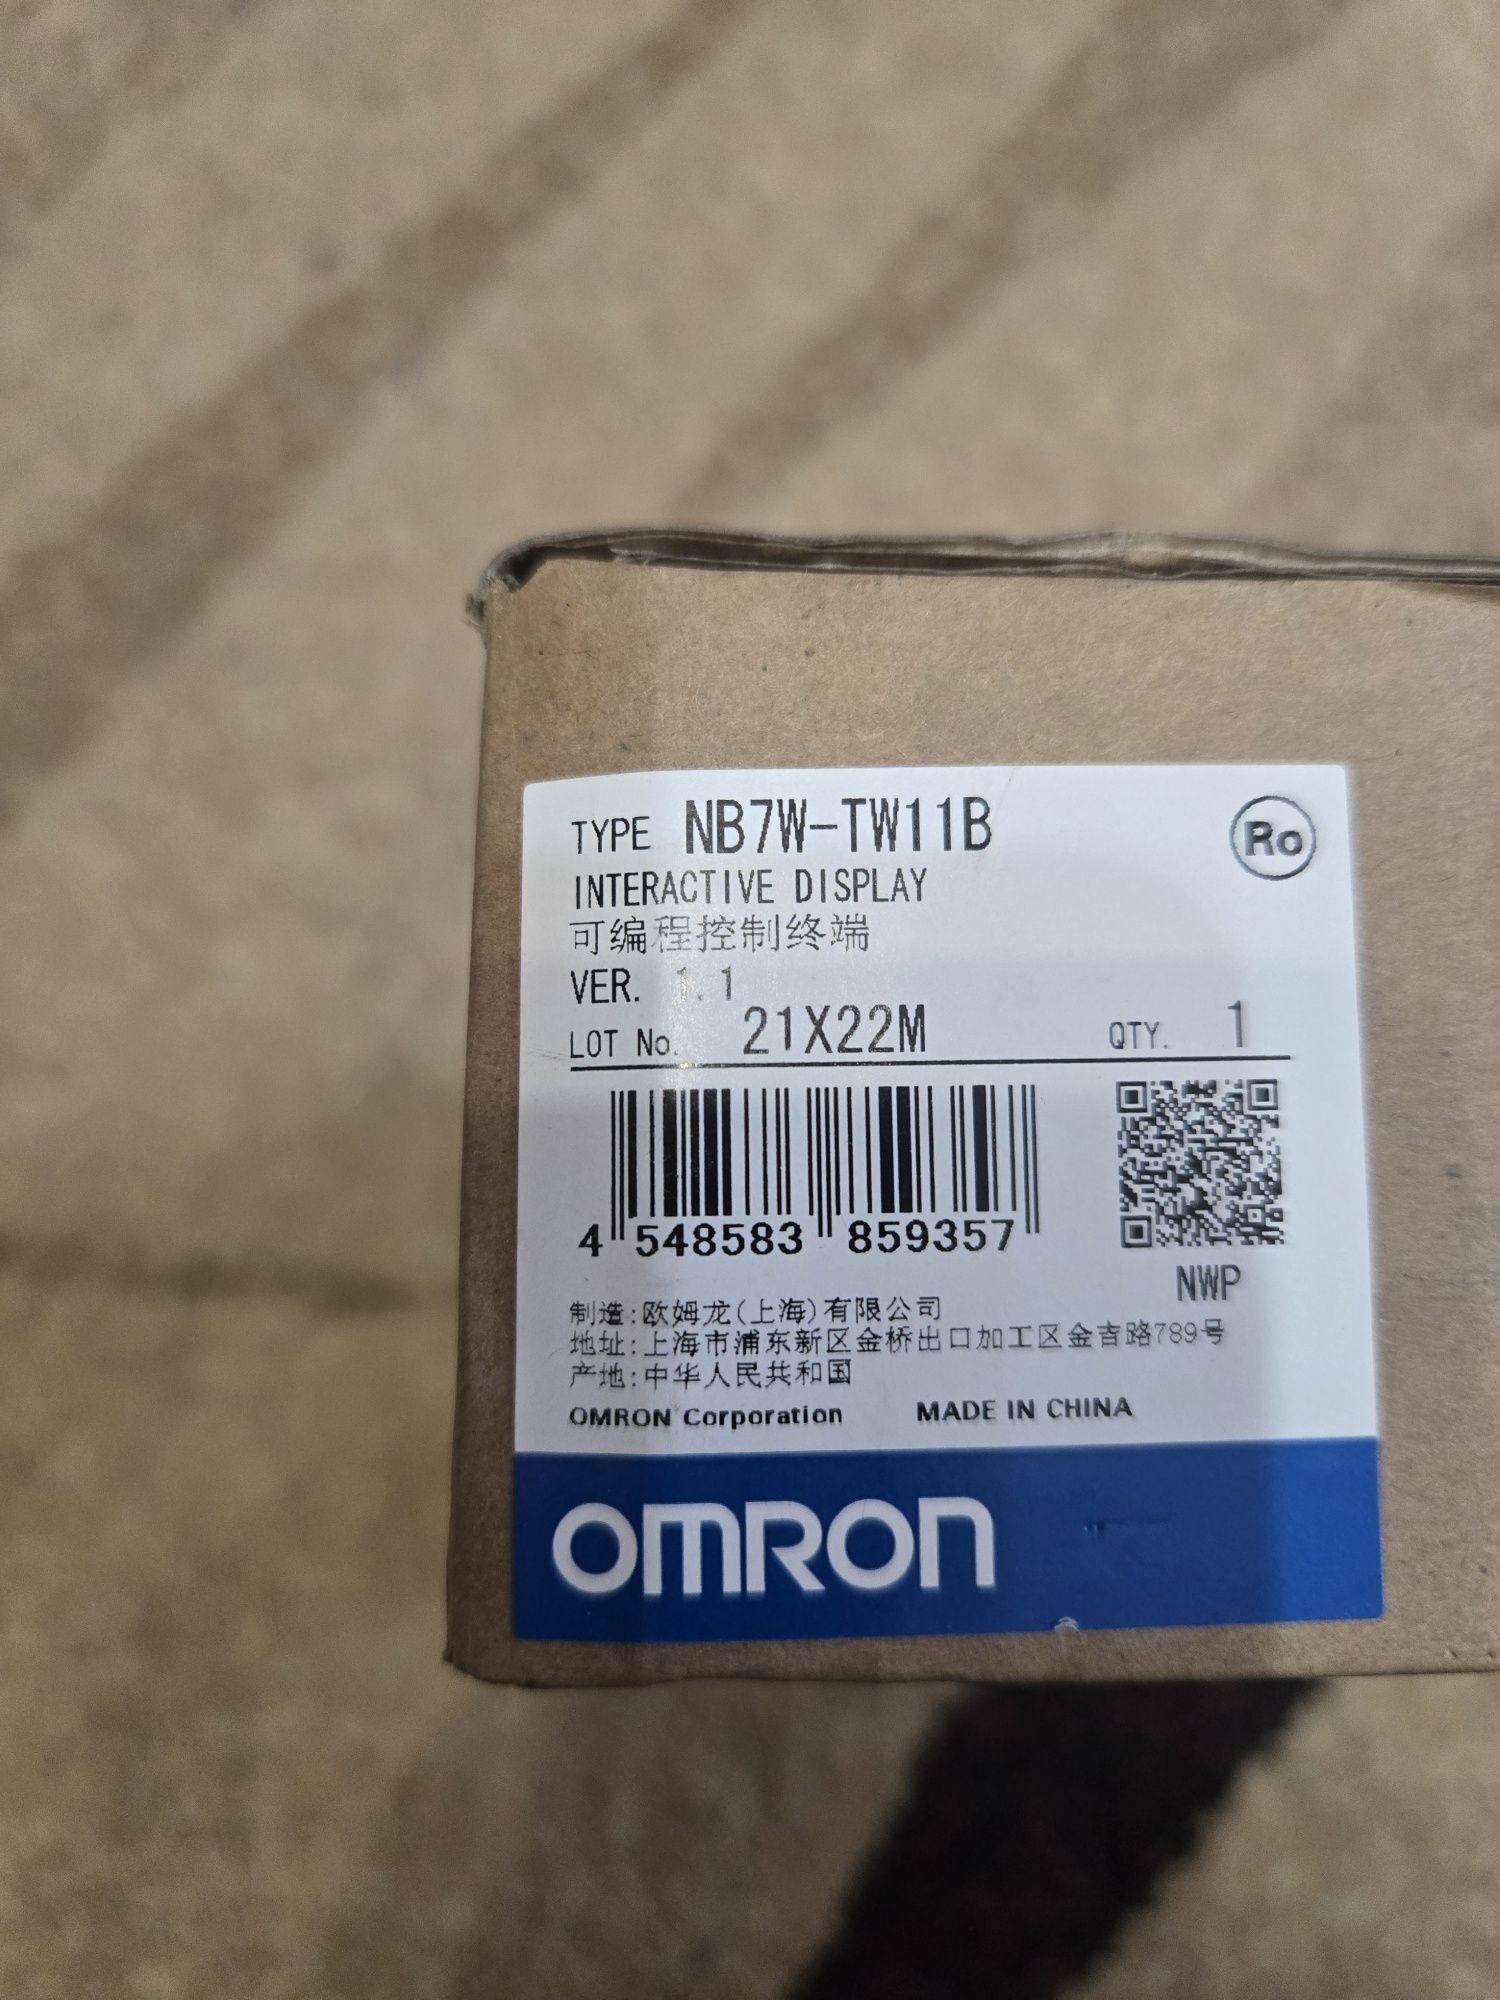 TYPE NB7W-TW11B
Ro
INTERACTIVE DISPLAY
可编程控制终端
VER. 1.1
LOT No. 21X22M QTY. 1
4 548583 859357
NWP
制造:欧姆龙(上海)有限公司
地址:上海市浦东新区金桥出口加工区金吉路789号
产地:中华人民共和国
OMRON Corporation MADE IN CHINA
OMRON